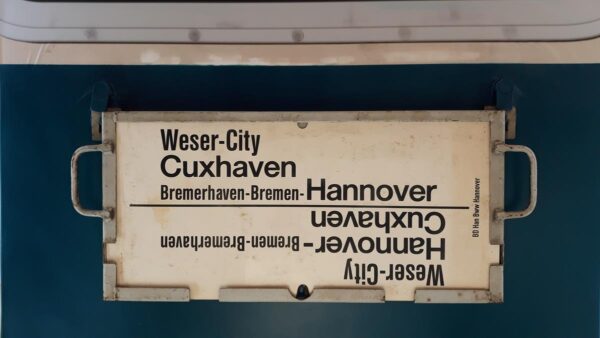 Weser-City
Cuxhaven
Bremerhaven-Bremen-Hannover
Weser-City
Hannover-Bremen-Bremerhaven
Cuxhaven
BD Han Bww Hannover